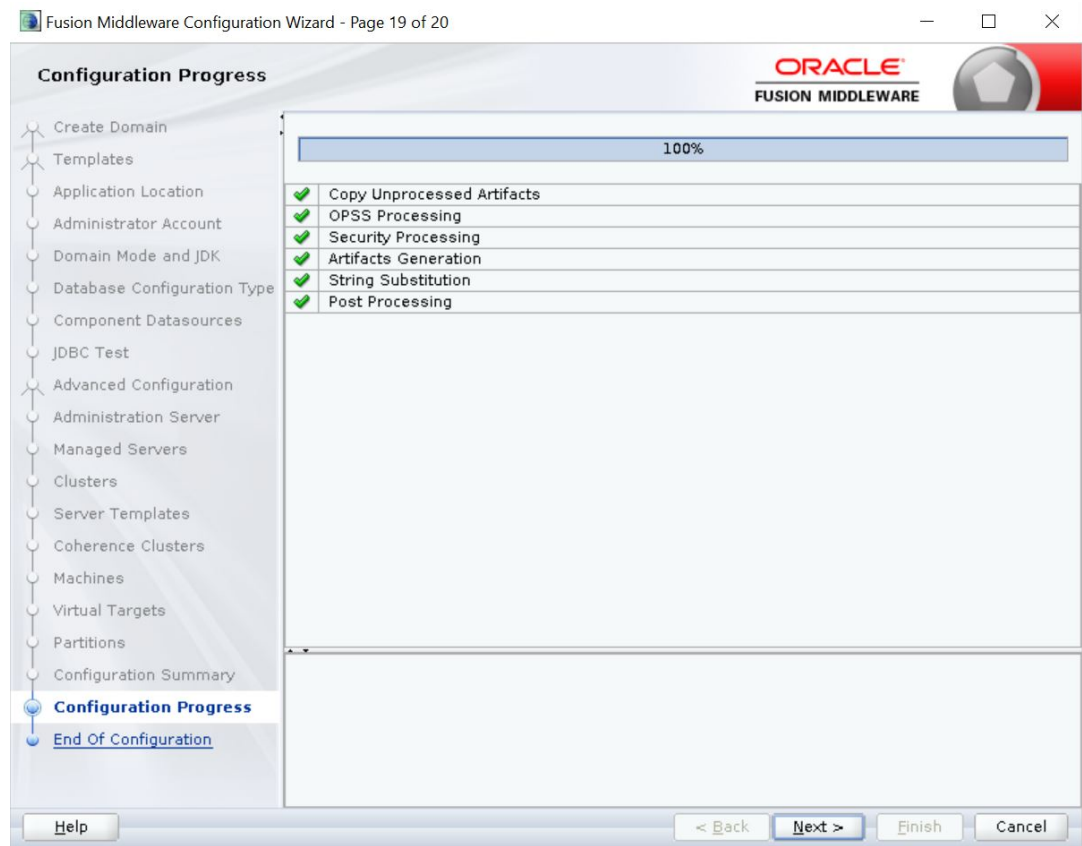 Fusion Middleware Configuration Wizard - Page 19 of 20
Configuration Progress
ORACLE
FUSION MIDDLEWARE
Create Domain
Templates
Application Location
Administrator Account
Domain Mode and JDK
Database Configuration Type
Component Datasources
JDBC Test
Advanced Configuration
Administration Server
Managed Servers
Clusters
Server Templates
Coherence Clusters
Machines
Virtual Targets
Partitions
Configuration Summary
Configuration Progress
End Of Configuration
100%
Copy Unprocessed Artifacts
OPSS Processing
Security Processing
Artifacts Generation
String Substitution
Post Processing
Help
< Back
Next >
Finish
Cancel